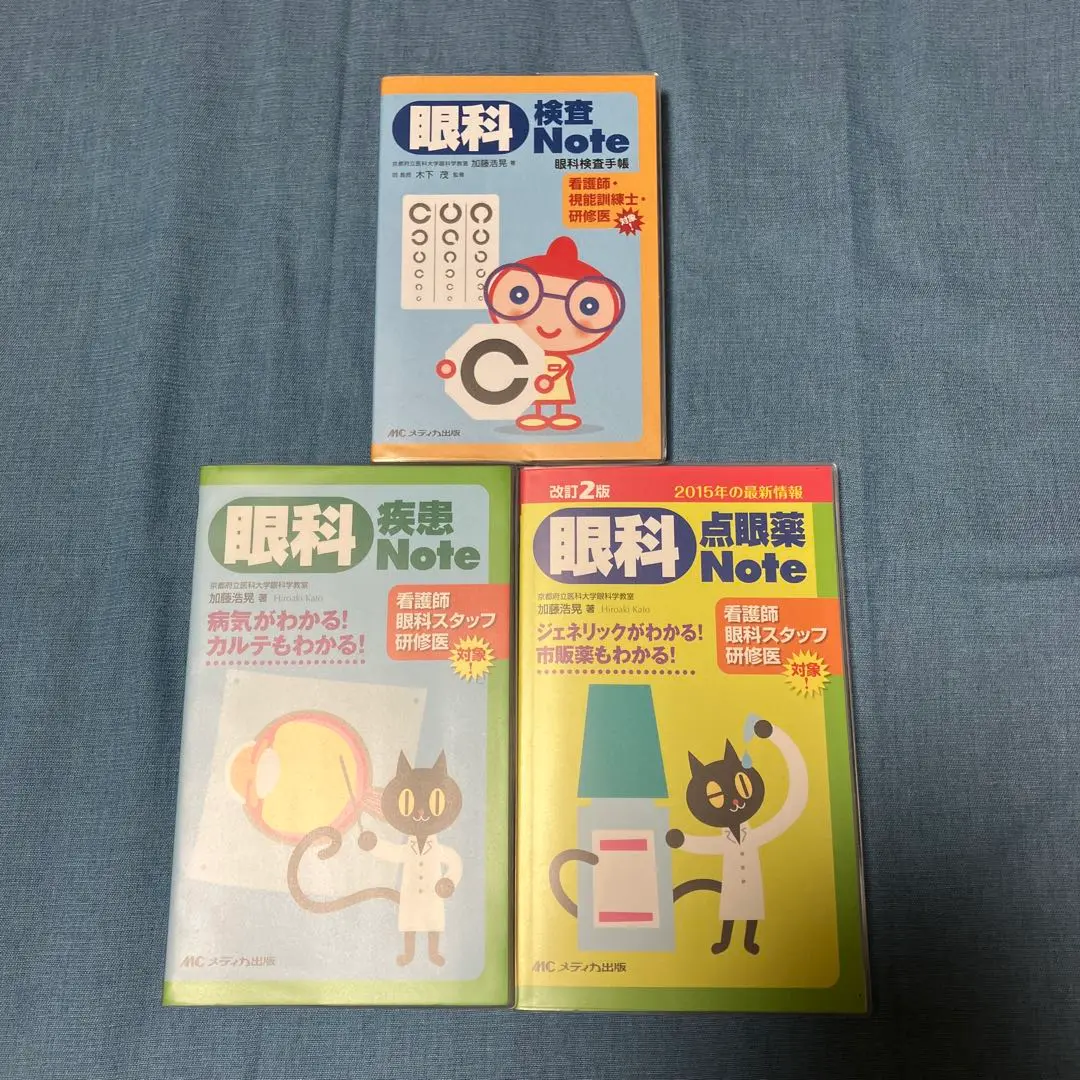 眼科
検査
Note
眼科検査手帳
京都府立医科大学眼科学教室 加藤浩晃 著
同 教授 木下 茂 監修
看護師・
視能訓練士・
研修医
対象!
C
MC メディカ出版
眼科
疾患
Note
京都府立医科大学眼科学教室
加藤浩晃 著 Hiroaki Kato
病気がわかる!
カルテもわかる!
看護師
眼科スタッフ
研修医
対象!
MC メディカ出版
改訂2版
2015年の最新情報
眼科
点眼薬
Note
京都府立医科大学眼科学教室
加藤浩晃 著 Hiroaki Kato
ジェネリックがわかる!
市販薬もわかる!
看護師
眼科スタッフ
研修医
対象!
MC メディカ出版